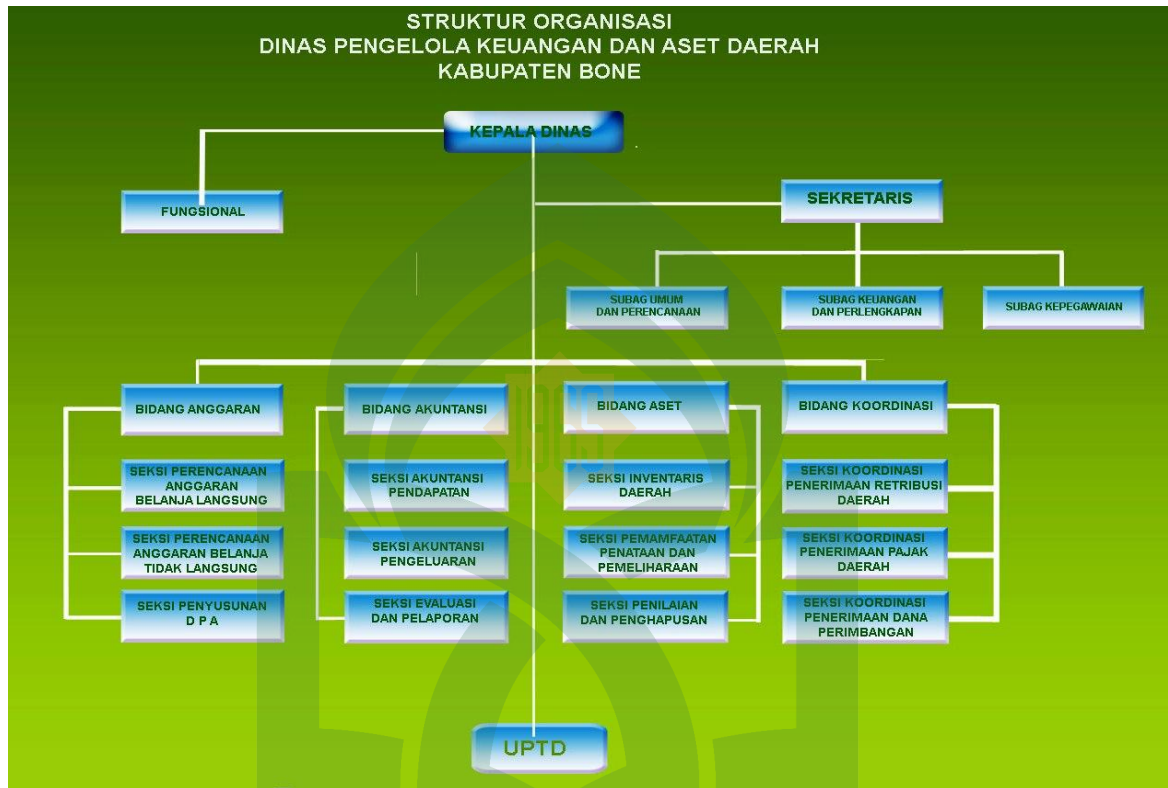 STRUKTUR ORGANISASI
DINAS PENGELOLA KEUANGAN DAN ASET DAERAH
KABUPATEN BONE
KEPALA DINAS
FUNGSIONAL
SEKRETARIS
SUBAG UMUM
DAN PERENCANAAN
SUBAG KEUANGAN
DAN PERLENGKAPAN
SUBAG KEPEGAWAIAN
BIDANG ANGGARAN
BIDANG AKUNTANSI
BIDANG ASET
BIDANG KOORDINASI
SEKSI PERENCANAAN
ANGGARAN
BELANJA LANGSUNG
SEKSI AKUNTANSI
PENDAPATAN
SEKSI INVENTARIS
DAERAH
SEKSI KOORDINASI
PENERIMAAN RETRIBUSI
DAERAH
SEKSI PERENCANAAN
ANGGARAN BELANJA
TIDAK LANGSUNG
SEKSI AKUNTANSI
PENGELUARAN
SEKSI PEMAMFAATAN
PENATAAN DAN
PEMELIHARAAN
SEKSI KOORDINASI
PENERIMAAN PAJAK
DAERAH
SEKSI PENYUSUNAN
D P A
SEKSI EVALUASI
DAN PELAPORAN
SEKSI PENILAIAN
DAN PENGHAPUSAN
SEKSI KOORDINASI
PENERIMAAN DANA
PERIMBANGAN
UPTD
1965